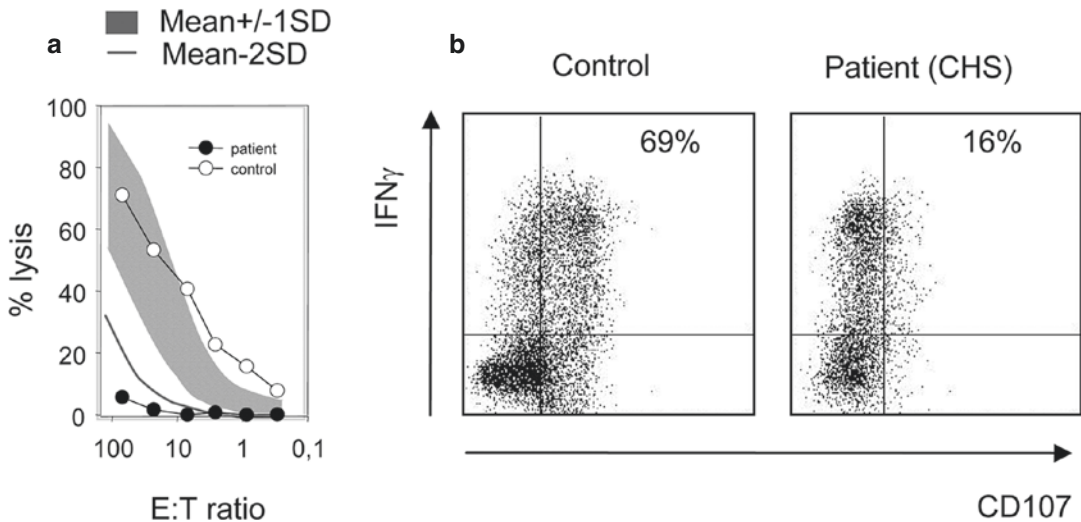 Mean+/-1SD
Mean-2SD
a
100
80
60
40
20
0
% lysis
patient
control
100 10 1 0,1
E:T ratio
b
Control
Patient (CHS)
69%
16%
IFNγ
CD107